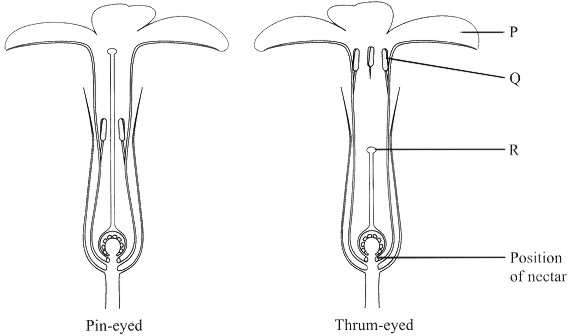 P
Q
R
Position
of nectar
Pin-eyed
Thrum-eyed